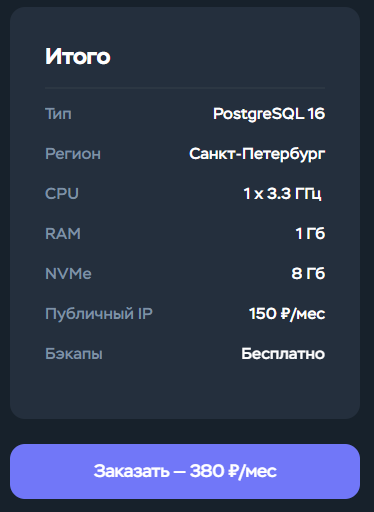 Итого
Тип PostgreSQL 16
Регион Санкт-Петербург
CPU 1 x 3.3 ГГц
RAM 1 Гб
NVMe 8 Гб
Публичный IP 150 ₽/мес
Бэкапы Бесплатно
Заказать — 380 ₽/мес